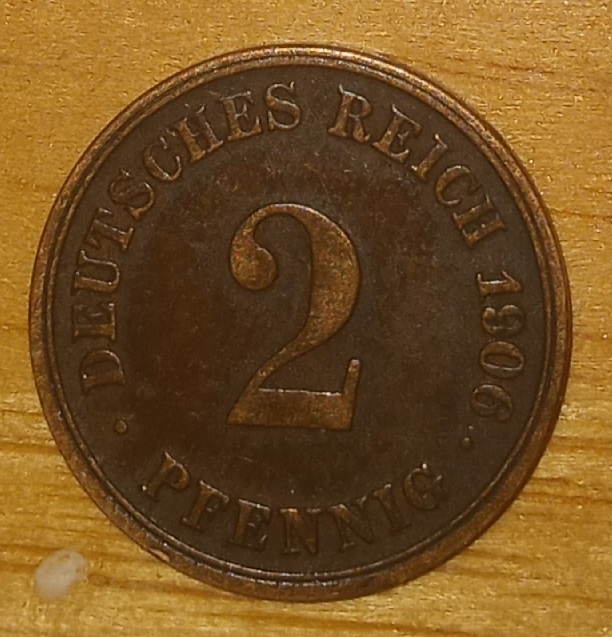 DEUTSCHES REICH 1906
2
PFENNIG